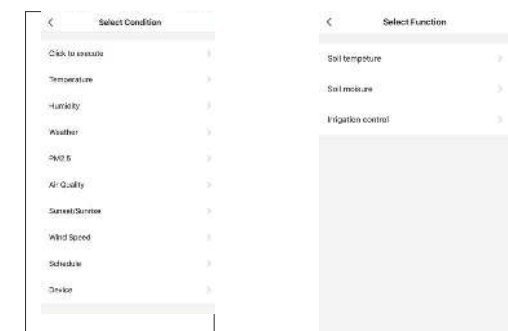 Select Condition
Click to execute
Temperature
Humidity
Weather
PM2.5
Air Quality
Sunset/Sunrise
Wind Speed
Schedule
Device
Select Function
Soil tempeture
Soil moisure
Irrigation control